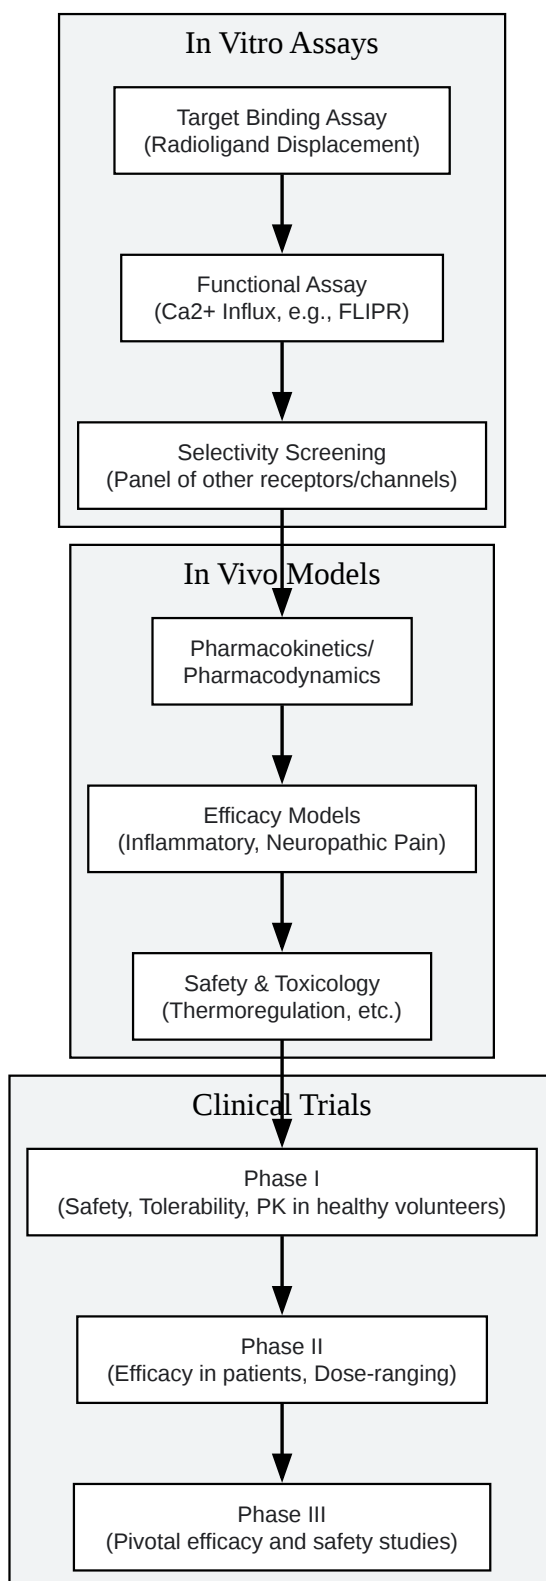 In Vitro Assays
Target Binding Assay
(Radioligand Displacement)
Functional Assay
(Ca2+ Influx, e.g., FLIPR)
Selectivity Screening
(Panel of other receptors/channels)
In Vivo Models
Pharmacokinetics/
Pharmacodynamics
Efficacy Models
(Inflammatory, Neuropathic Pain)
Safety & Toxicology
(Thermoregulation, etc.)
Clinical Trials
Phase I
(Safety, Tolerability, PK in healthy volunteers)
Phase II
(Efficacy in patients, Dose-ranging)
Phase III
(Pivotal efficacy and safety studies)